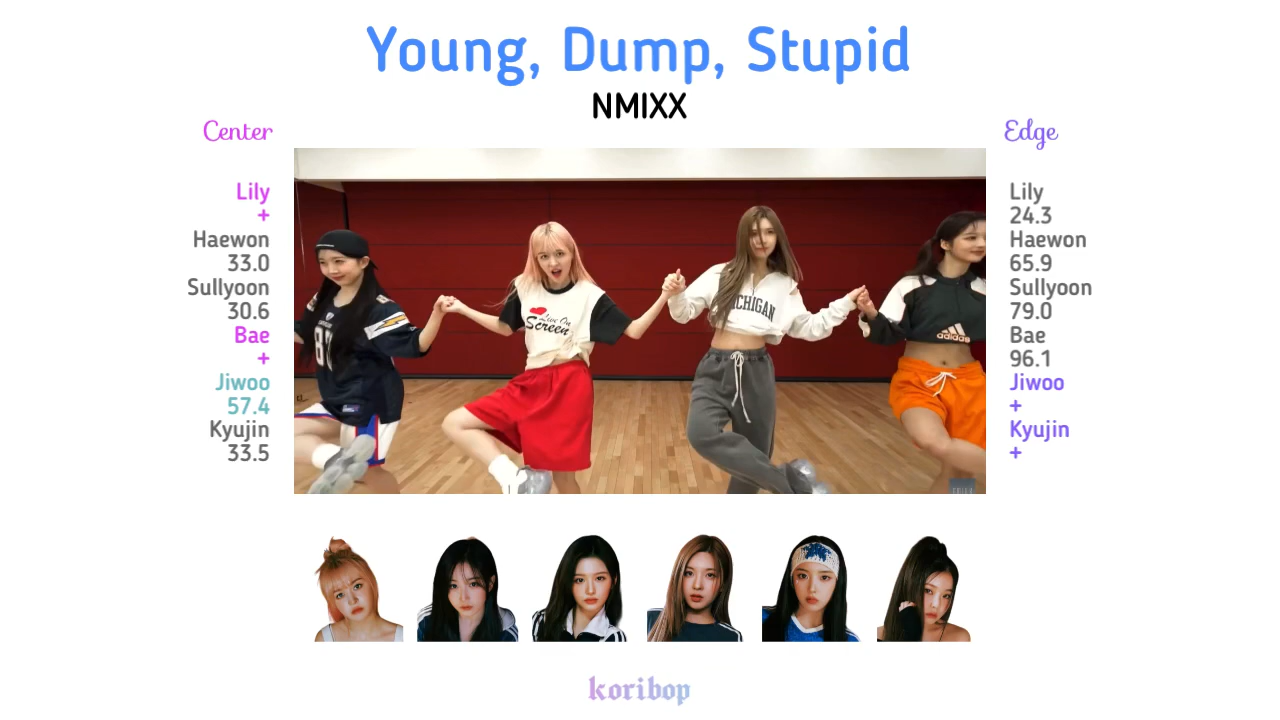 Young, Dump, Stupid
NMIXX
Center
Edge
Lily
+
Haewon
33.0
Sullyoon
30.6
Bae
+
Jiwoo
57.4
Kyujin
33.5
87
Live On
Screen
MICHIGAN
adidas
Lily
24.3
Haewon
65.9
Sullyoon
79.0
Bae
96.1
Jiwoo
+
Kyujin
+
koribop